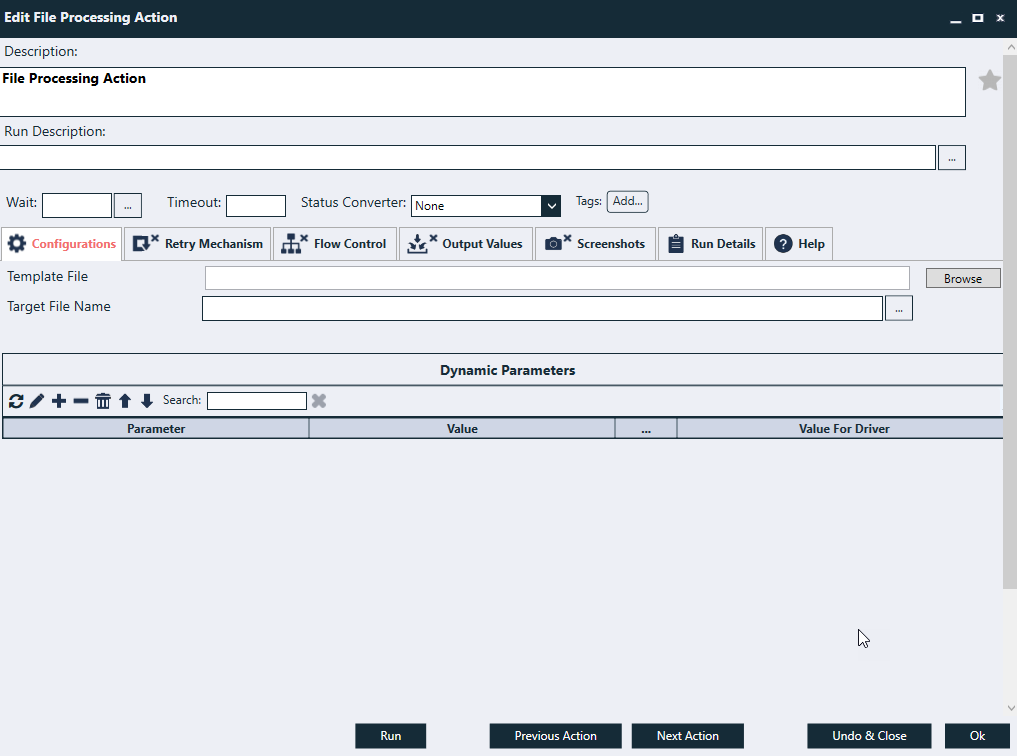 Edit File Processing Action
Description:
File Processing Action
Run Description:
...
Wait: ... Timeout: Status Converter: None Tags: Add...
Configurations Retry Mechanism Flow Control Output Values Screenshots Run Details ? Help
Template File Browse
Target File Name ...
Dynamic Parameters
Search:
Parameter Value ... Value For Driver
Run Previous Action Next Action Undo & Close Ok